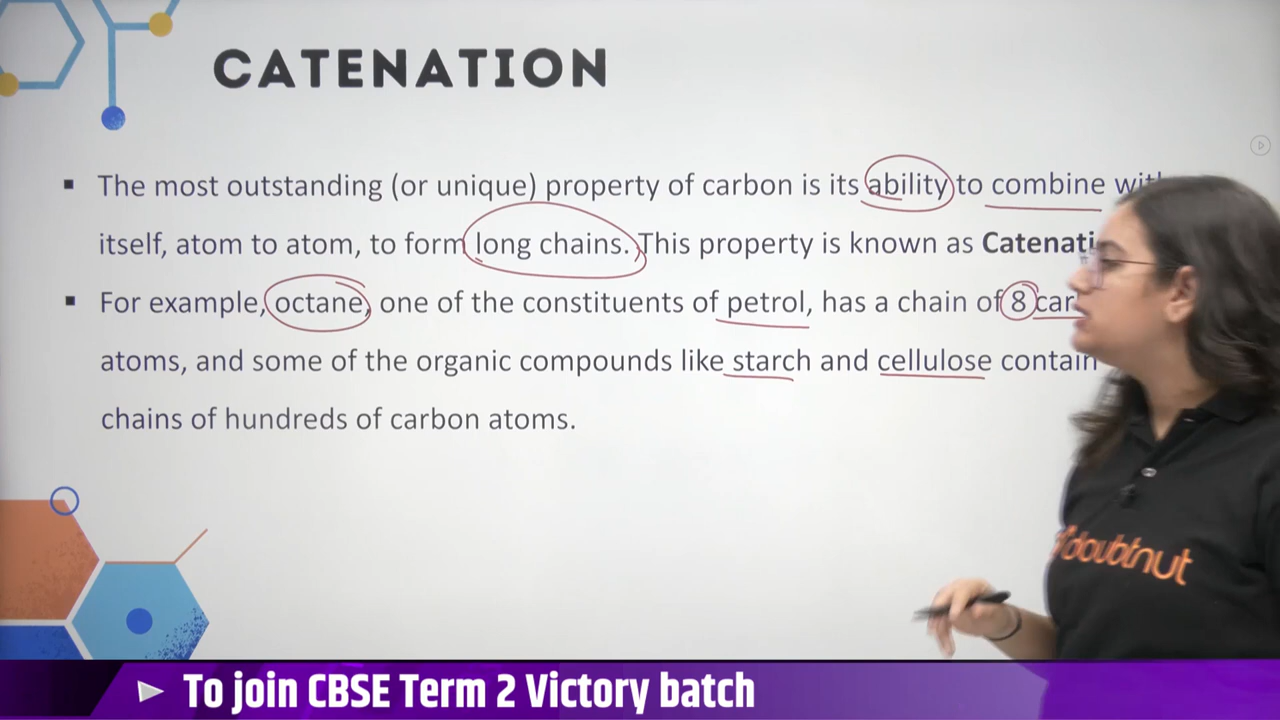 CATENATION
▪ The most outstanding (or unique) property of carbon is its ability to combine with
itself, atom to atom, to form long chains. This property is known as
▪ For example, octane, one of the constituents of petrol, has a chain of 8
atoms, and some of the organic compounds like starch and cellulose contain
chains of hundreds of carbon atoms.
doubtnut
To join CBSE Term 2 Victory batch